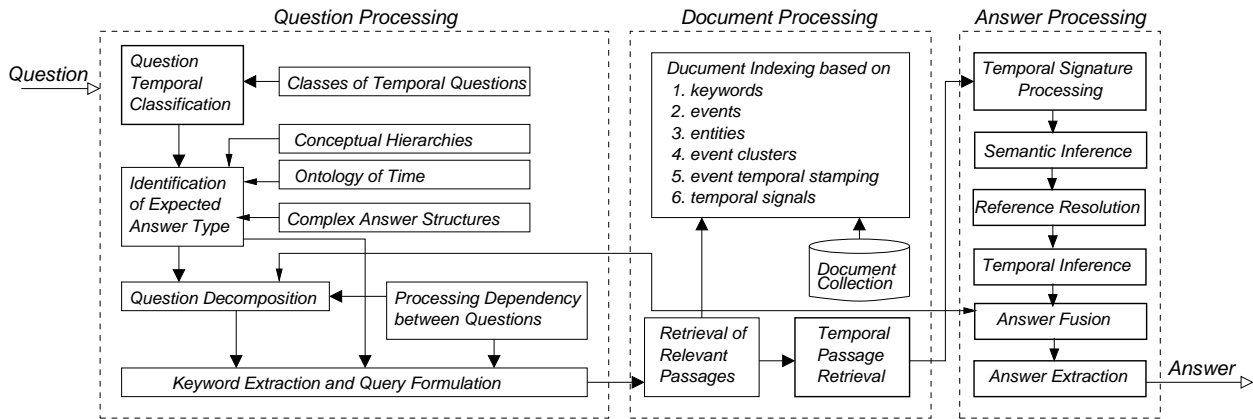 Question Processing
Document Processing
Answer Processing
Question
Question
Temporal
Classification
Classes of Temporal Questions
Conceptual Hierarchies
Ontology of Time
Identification
of Expected
Answer Type
Complex Answer Structures
Question Decomposition
Processing Dependency
between Questions
Keyword Extraction and Query Formulation
Ducument Indexing based on
1. keywords
2. events
3. entities
4. event clusters
5. event temporal stamping
6. temporal signals
Document
Collection
Retrieval of
Relevant
Passages
Temporal
Passage
Retrieval
Temporal Signature
Processing
Semantic Inference
Reference Resolution
Temporal Inference
Answer Fusion
Answer Extraction
Answer